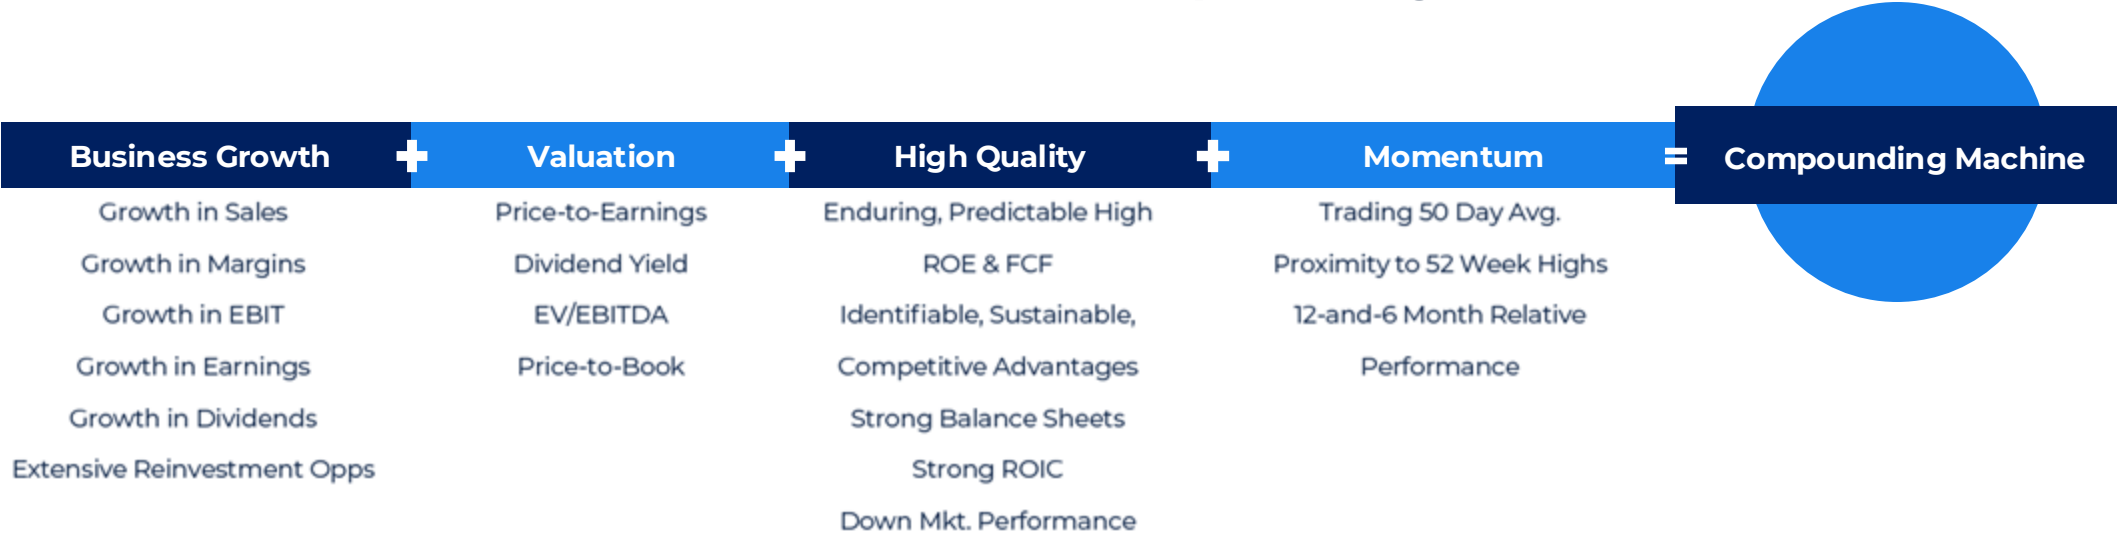 Business Growth + Valuation + High Quality + Momentum = Compounding Machine
Growth in Sales
Growth in Margins
Growth in EBIT
Growth in Earnings
Growth in Dividends
Extensive Reinvestment Opps
Price-to-Earnings
Dividend Yield
EV/EBITDA
Price-to-Book
Enduring, Predictable High
ROE & FCF
Identifiable, Sustainable,
Competitive Advantages
Strong Balance Sheets
Strong ROIC
Down Mkt. Performance
Trading 50 Day Avg.
Proximity to 52 Week Highs
12-and-6 Month Relative
Performance